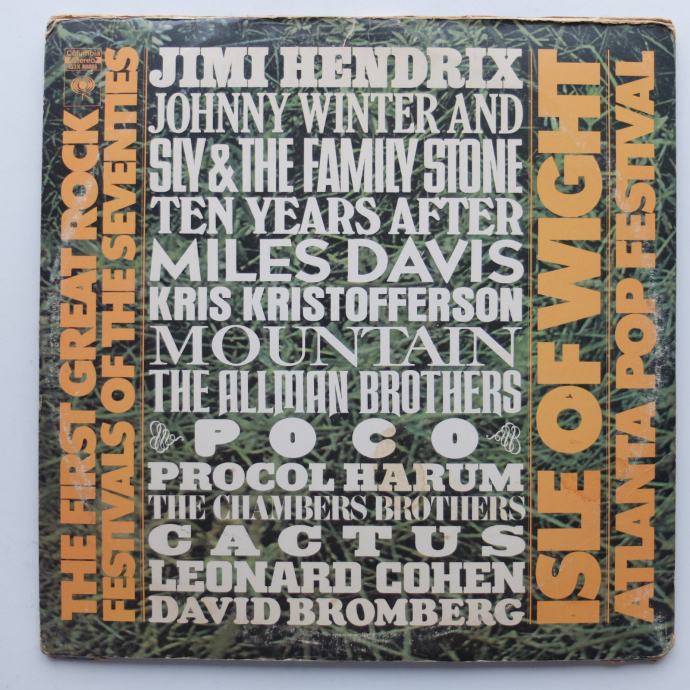 Columbia
Stereo
THE FIRST GREAT ROCK
FESTIVALS OF THE SEVENTIES
JIMI HENDRIX
JOHNNY WINTER AND
SLY & THE FAMILY STONE
TEN YEARS AFTER
MILES DAVIS
KRIS KRISTOFFERSON
MOUNTAIN
THE ALLMAN BROTHERS
POCO
PROCOL HARUM
THE CHAMBERS BROTHERS
CACTUS
LEONARD COHEN
DAVID BROMBERG
ISLE OF WIGHT
ATLANTA POP FESTIVAL